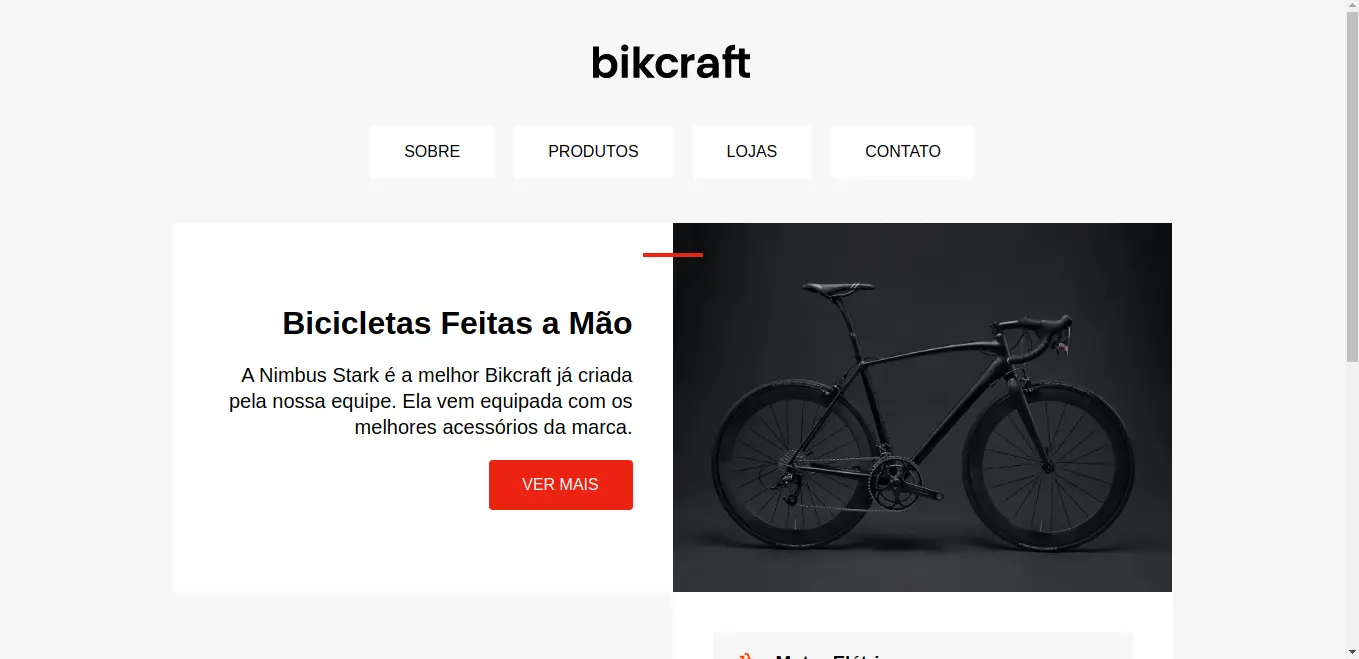 bikcraft
SOBRE
PRODUTOS
LOJAS
CONTATO
Bicicletas Feitas a Mão
A Nimbus Stark é a melhor Bikcraft já criada
pela nossa equipe. Ela vem equipada com os
melhores acessórios da marca.
VER MAIS